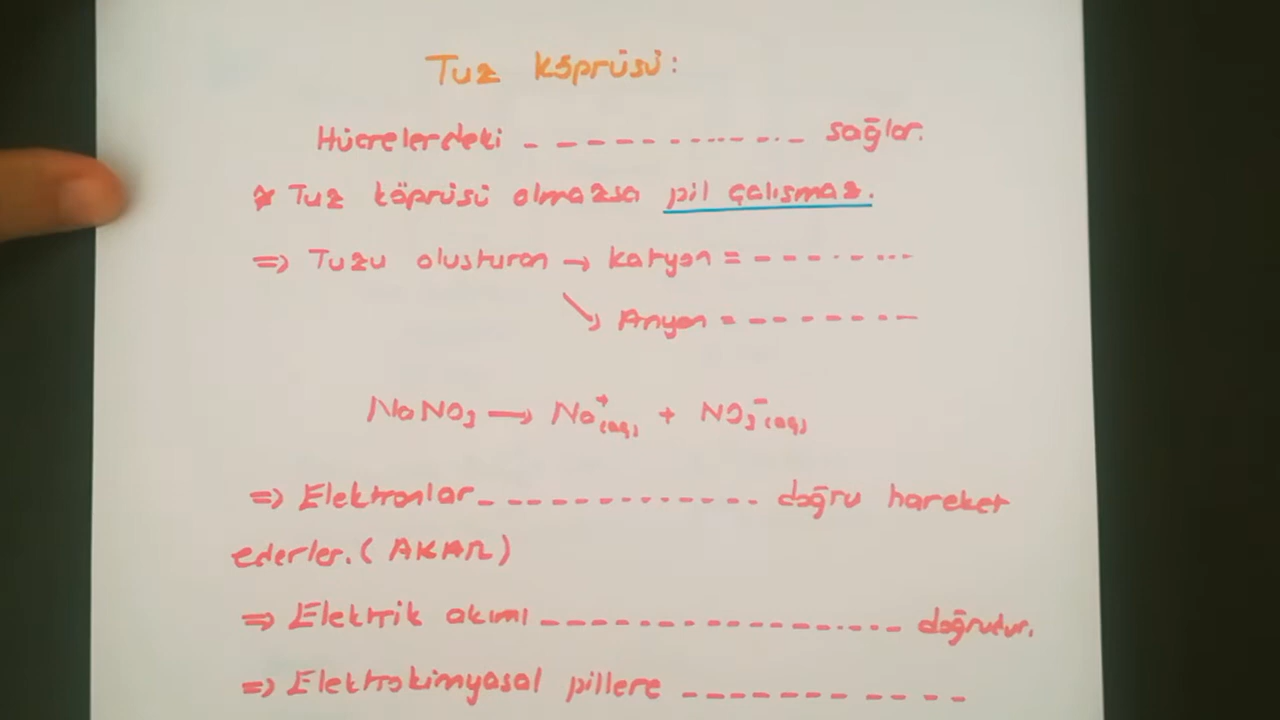 Tuz köprüsü:
Hücrelerdeki _ _ _ _ _ _ _ _ _ _ _ sağlar.
* Tuz köprüsü olmazsa pil çalışmaz.
=> Tuzu oluşturan → katyon = - - - - - - - -
↘ Anyon = - - - - - - - -
NaNO₃ → Na⁺(aq) + NO₃⁻(aq)
=> Elektronlar - - - - - - - - - - - - - doğru hareket
ederler. (AKAR)
=> Elektrik akımı - - - - - - - - - - - - - - - - doğrudur.
=> Elektrokimyasal pillere - - - - - - - - - -